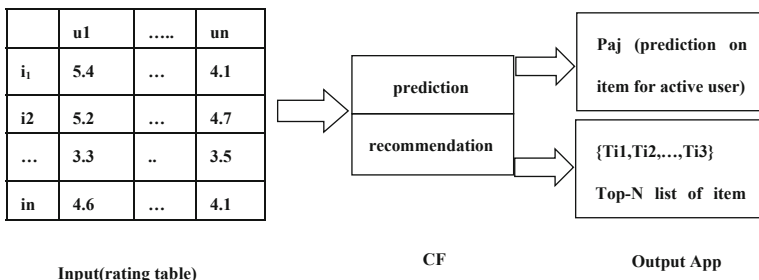 u1 ….. un
i1 5.4 … 4.1
i2 5.2 … 4.7
… 3.3 .. 3.5
in 4.6 … 4.1
Input(rating table)
prediction
recommendation
CF
Paj (prediction on
item for active user)
{Ti1,Ti2,…,Ti3}
Top-N list of item
Output App